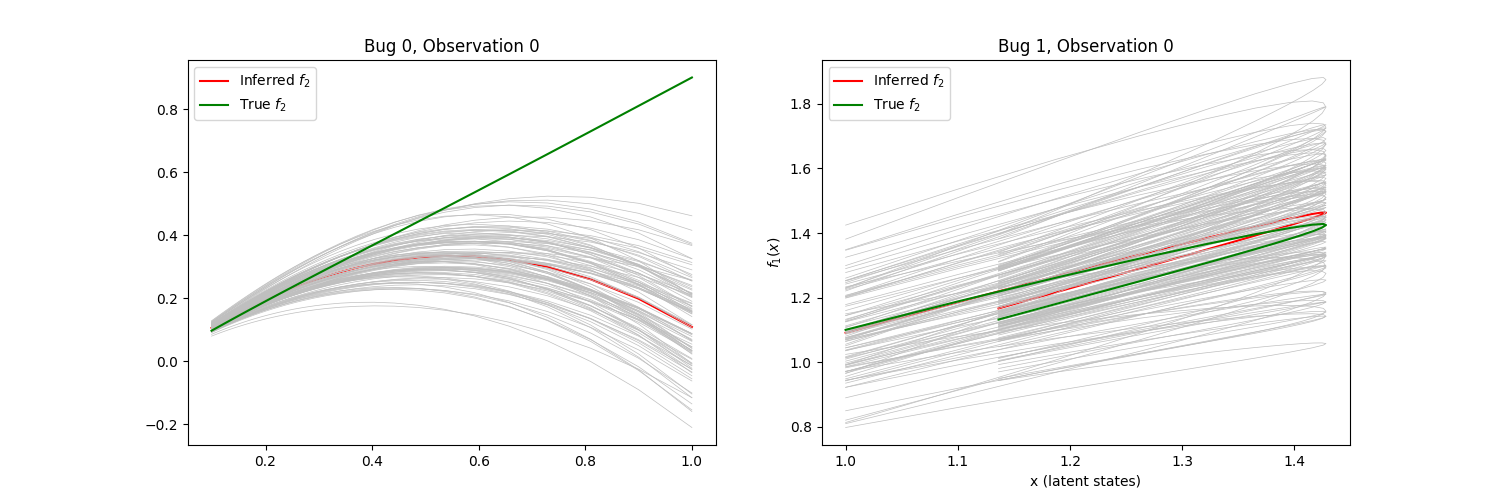 Bug 0, Observation 0
Inferred f₂
True f₂
0.8
0.6
0.4
0.2
0.0
−0.2
0.2 0.4 0.6 0.8 1.0
Bug 1, Observation 0
Inferred f₂
True f₂
f₁(x)
1.8
1.6
1.4
1.2
1.0
0.8
1.0 1.1 1.2 1.3 1.4
x (latent states)